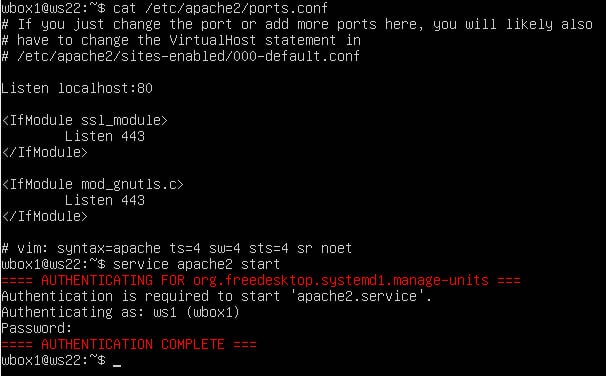 wbox1@ws22:~$ cat /etc/apache2/ports.conf
# If you just change the port or add more ports here, you will likely also
# have to change the VirtualHost statement in
# /etc/apache2/sites-enabled/000-default.conf

Listen localhost:80

<IfModule ssl_module>
        Listen 443
</IfModule>

<IfModule mod_gnutls.c>
        Listen 443
</IfModule>

# vim: syntax=apache ts=4 sw=4 sts=4 sr noet
wbox1@ws22:~$ service apache2 start
==== AUTHENTICATING FOR org.freedesktop.systemd1.manage-units ===
Authentication is required to start 'apache2.service'.
Authenticating as: ws1 (wbox1)
Password:
==== AUTHENTICATION COMPLETE ===
wbox1@ws22:~$ _